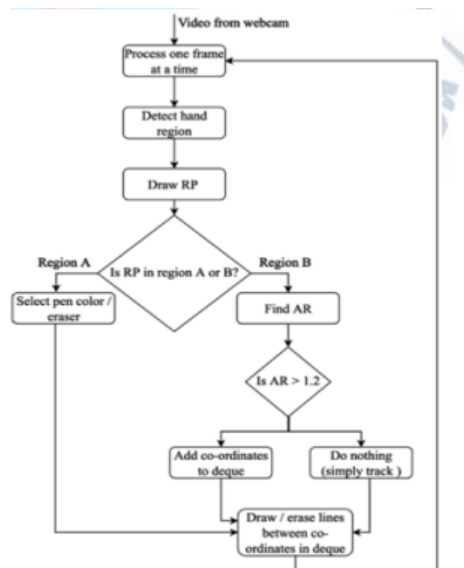 Video from webcam
Process one frame
at a time
Detect hand
region
Draw RP
Is RP in region A or B?
Region A
Region B
Select pen color /
eraser
Find AR
Is AR > 1.2
Add co-ordinates
to deque
Do nothing
(simply track )
Draw / erase lines
between co-
ordinates in deque